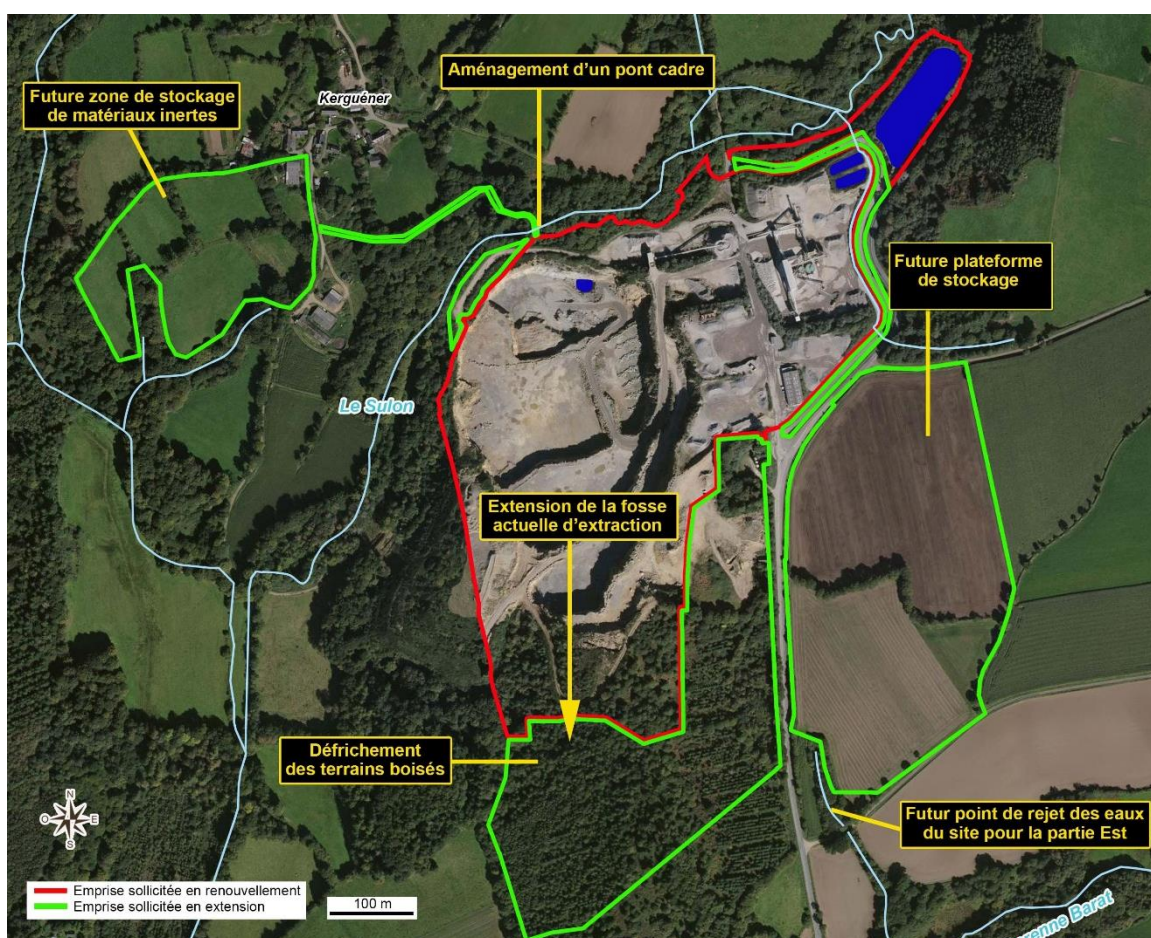 Aménagement d'un pont cadre
Future zone de stockage
de matériaux inertes
Kerguéner
Future plateforme
de stockage
Le Sulon
Extension de la fosse
actuelle d'extraction
Défrichement
des terrains boisés
Futur point de rejet des eaux
du site pour la partie Est
N
O
E
S
Emprise sollicitée en renouvellement
Emprise sollicitée en extension
100 m
Barat